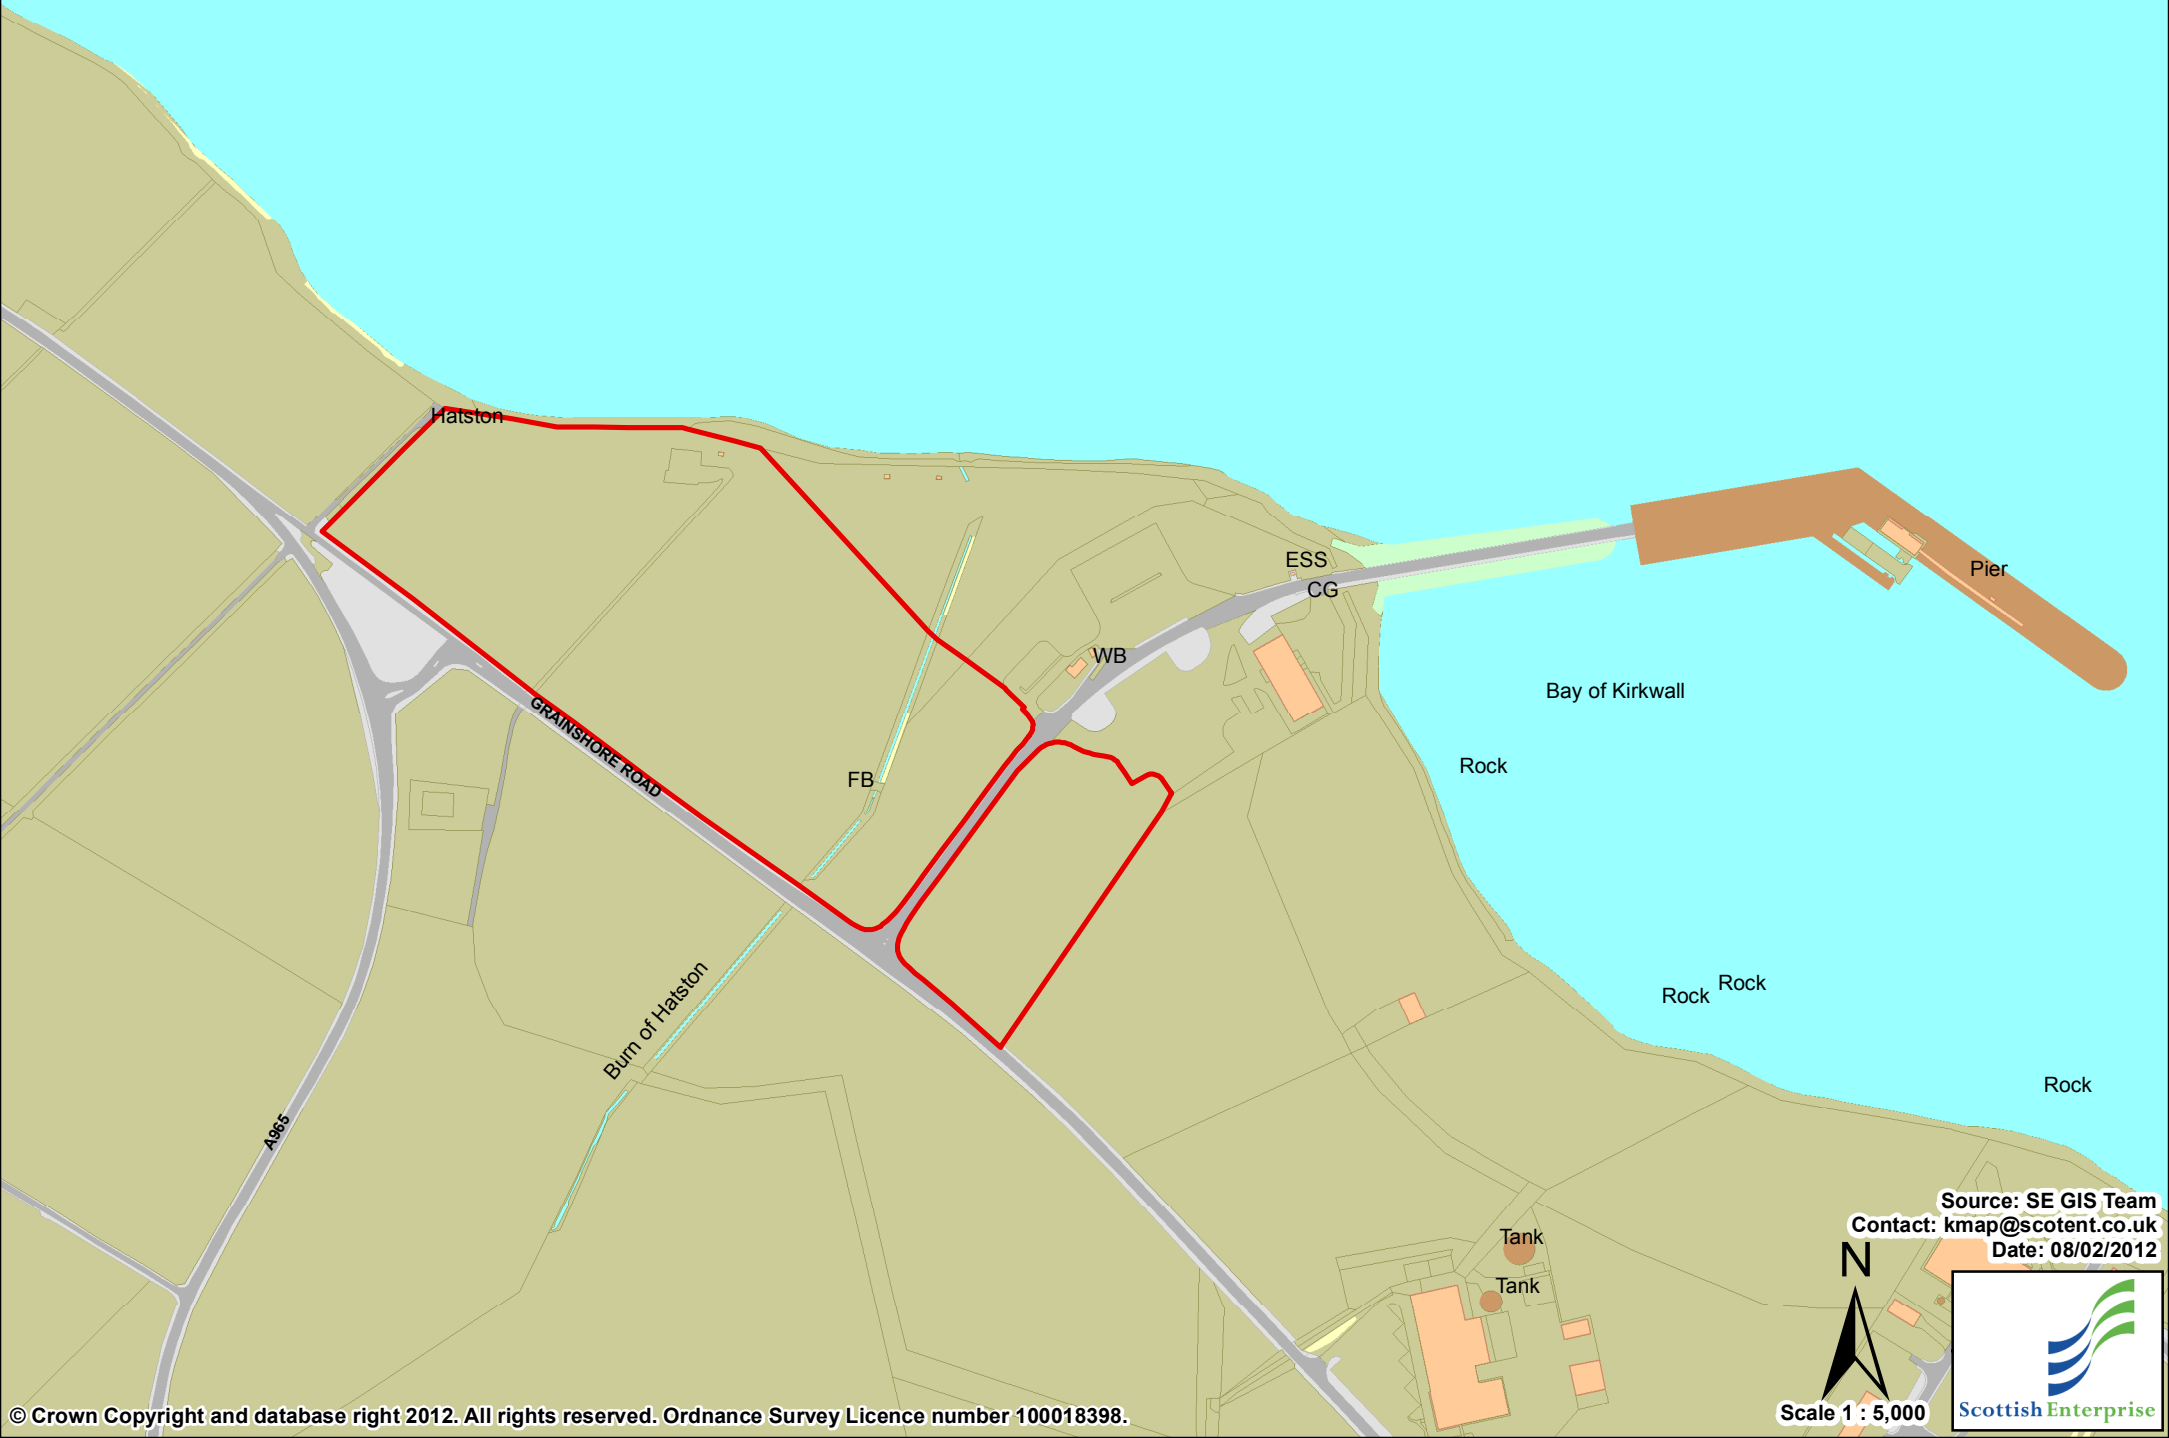 Hatston
ESS
CG
Pier
WB
Bay of Kirkwall
GRAINSHORE ROAD
Rock
FB
Burn of Hatston
Rock
Rock
Rock
A965
Tank
Tank
Source: SE GIS Team
Contact: kmap@scotent.co.uk
Date: 08/02/2012
N
Scale 1 : 5,000
Scottish Enterprise
© Crown Copyright and database right 2012. All rights reserved. Ordnance Survey Licence number 100018398.